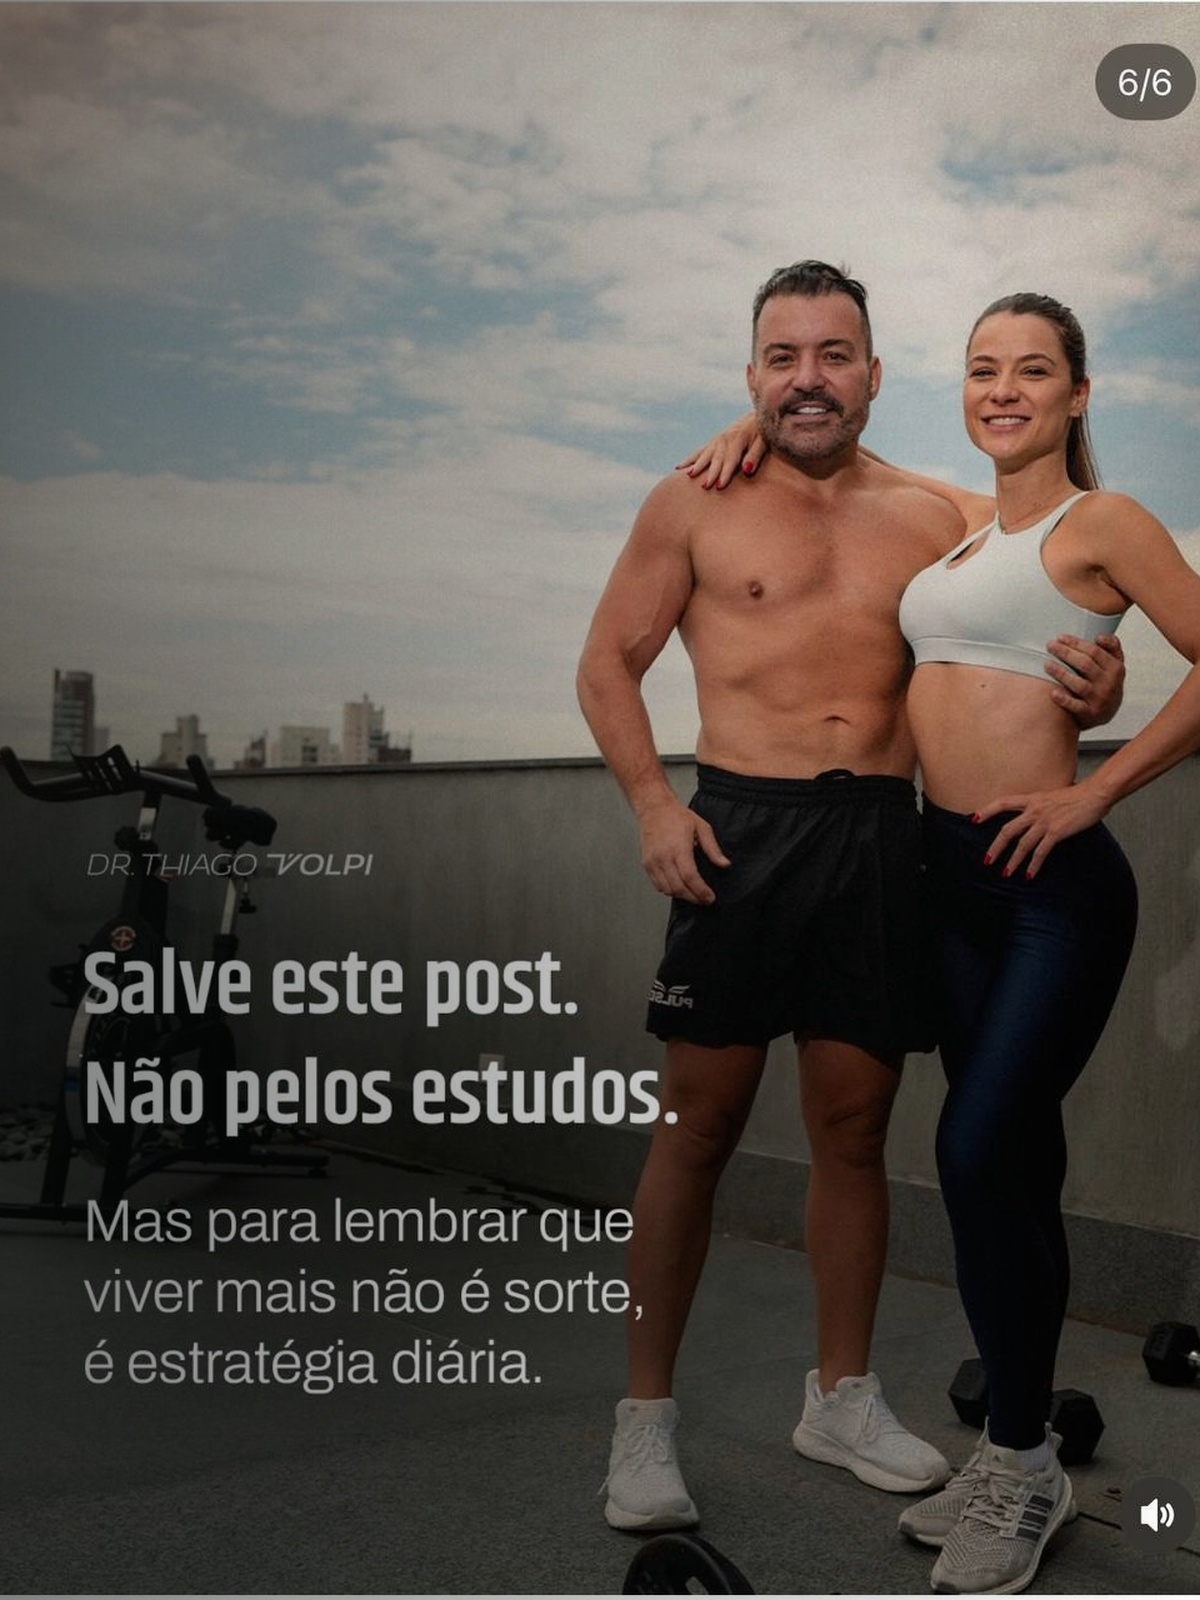 6/6
DR. THIAGO VOLPI
Salve este post.
Não pelos estudos.
PULSE
Mas para lembrar que
viver mais não é sorte,
é estratégia diária.